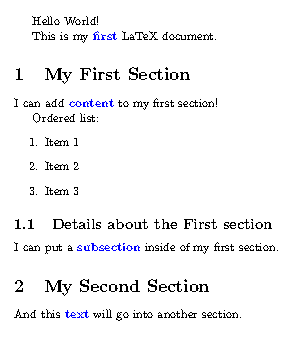 Hello World!
This is my first LaTeX document.
1 My First Section
I can add content to my first section!
Ordered list:
1. Item 1
2. Item 2
3. Item 3
1.1 Details about the First section
I can put a subsection inside of my first section.
2 My Second Section
And this text will go into another section.